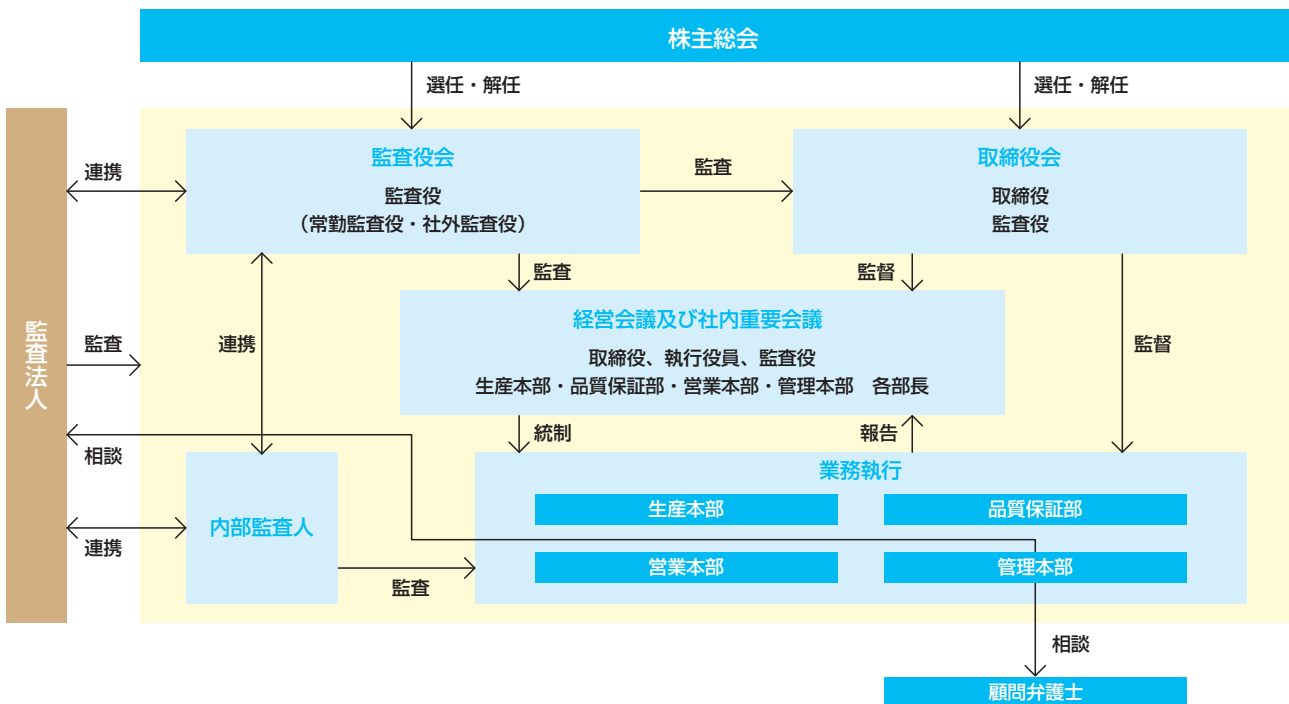 株主総会
選任・解任
選任・解任
監査法人
連携
監査役会
監査役
（常勤監査役・社外監査役）
監査
取締役会
取締役
監査役
監査
監督
経営会議及び社内重要会議
取締役、執行役員、監査役
生産本部・品質保証部・営業本部・管理本部　各部長
監査
連携
監督
統制
報告
相談
業務執行
生産本部
品質保証部
営業本部
管理本部
内部監査人
連携
監査
相談
顧問弁護士